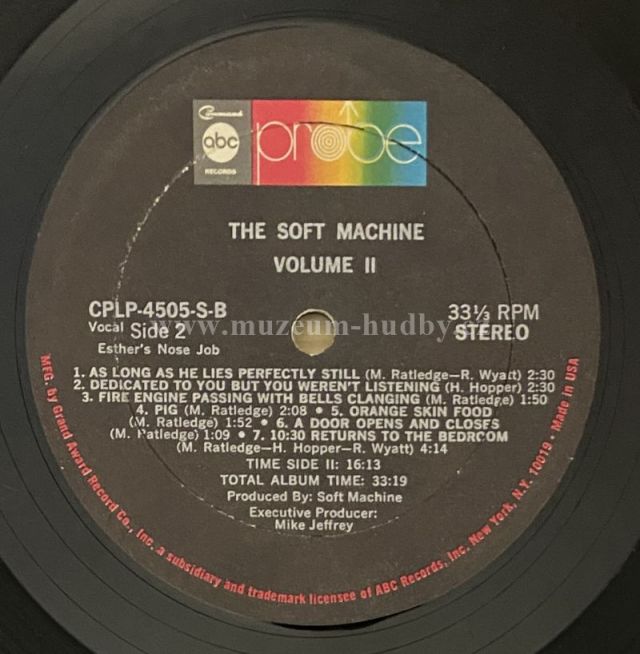 Command
abc
RECORDS
probe
THE SOFT MACHINE
VOLUME II
CPLP-4505-S-B
33⅓ RPM
Vocal Side 2
STEREO
Esther's Nose Job
www.muzeum-hudby.
1. AS LONG AS HE LIES PERFECTLY STILL (M. Ratledge—R. Wyatt) 2:30
2. DEDICATED TO YOU BUT YOU WEREN'T LISTENING (H. Hopper) 2:30
3. FIRE ENGINE PASSING WITH BELLS CLANGING (M. Ratledge) 1:50
4. PIG (M. Ratledge) 2:08 • 5. ORANGE SKIN FOOD
(M. Ratledge) 1:52 • 6. A DOOR OPENS AND CLOSES
(M. Ratledge) 1:09 • 7. 10:30 RETURNS TO THE BEDROOM
(M. Ratledge—H. Hopper—R. Wyatt) 4:14
TIME SIDE II: 16:13
TOTAL ALBUM TIME: 33:19
Produced By: Soft Machine
Executive Producer:
Mike Jeffrey
MFG. by Grand Award Record Co., Inc. a subsidiary and trademark licensee of ABC Records, Inc. New York, N.Y. 10019 • Made in USA